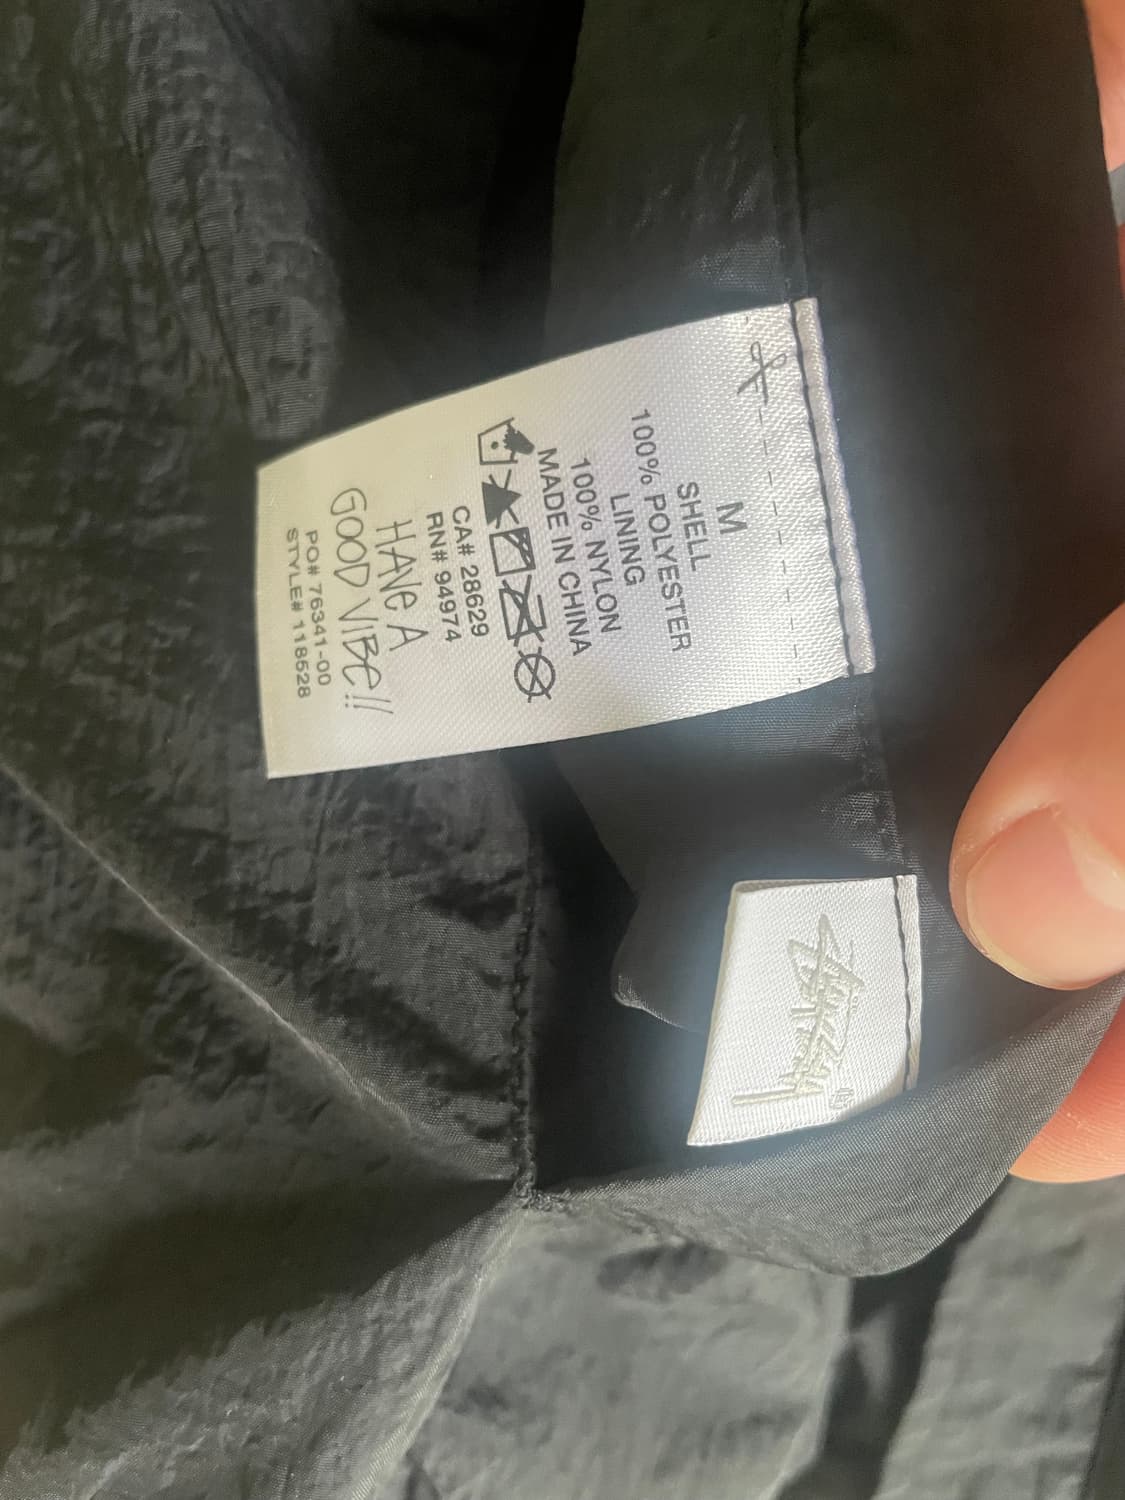 M
SHELL
100% POLYESTER
LINING
100% NYLON
MADE IN CHINA
CA# 28629
RN# 94974
HAVE A
GOOD VIBE!!
PO# 76341-00
STYLE# 118528
Stüssy
®